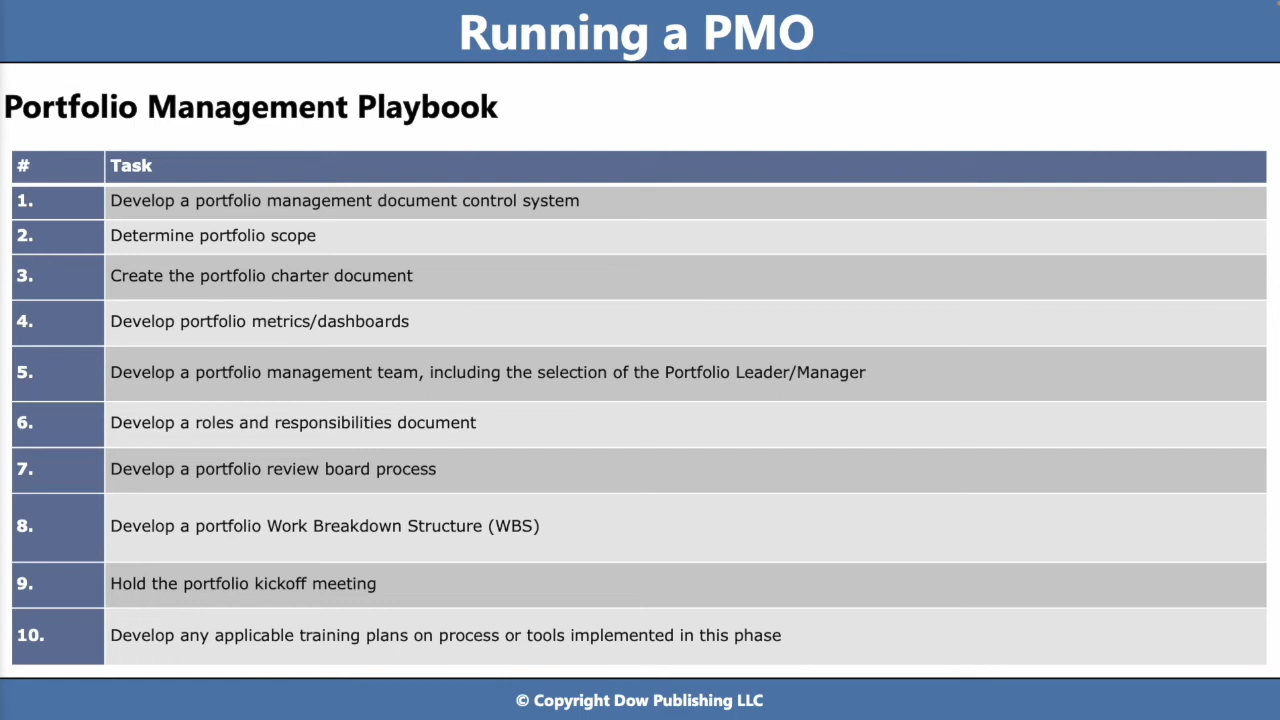 Running a PMO
Portfolio Management Playbook
# Task
1. Develop a portfolio management document control system
2. Determine portfolio scope
3. Create the portfolio charter document
4. Develop portfolio metrics/dashboards
5. Develop a portfolio management team, including the selection of the Portfolio Leader/Manager
6. Develop a roles and responsibilities document
7. Develop a portfolio review board process
8. Develop a portfolio Work Breakdown Structure (WBS)
9. Hold the portfolio kickoff meeting
10. Develop any applicable training plans on process or tools implemented in this phase
© Copyright Dow Publishing LLC